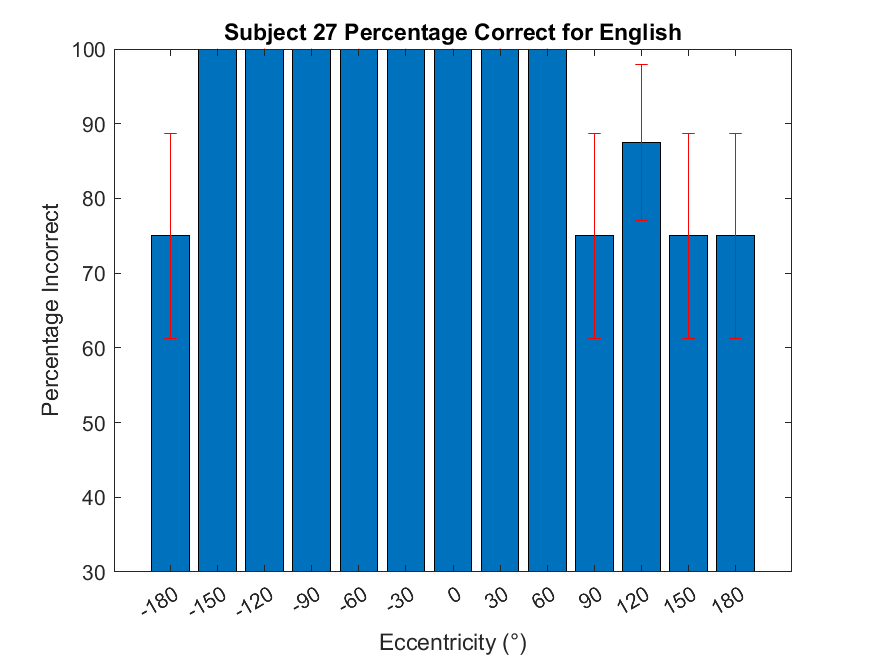 Subject 27 Percentage Correct for English
100
90
80
70
60
50
40
30
Percentage Incorrect
-180 -150 -120 -90 -60 -30 0 30 60 90 120 150 180
Eccentricity (°)